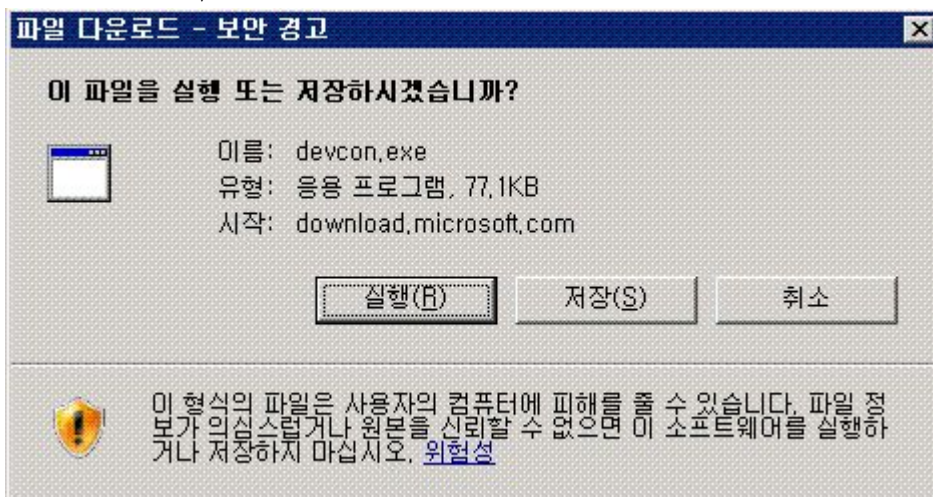 파일 다운로드 - 보안 경고
이 파일을 실행 또는 저장하시겠습니까?
이름: devcon.exe
유형: 응용 프로그램, 77.1KB
시작: download.microsoft.com
실행(R)
저장(S)
취소
이 형식의 파일은 사용자의 컴퓨터에 피해를 줄 수 있습니다. 파일 정
보가 의심스럽거나 원본을 신뢰할 수 없으면 이 소프트웨어를 실행하
거나 저장하지 마십시오. 위험성